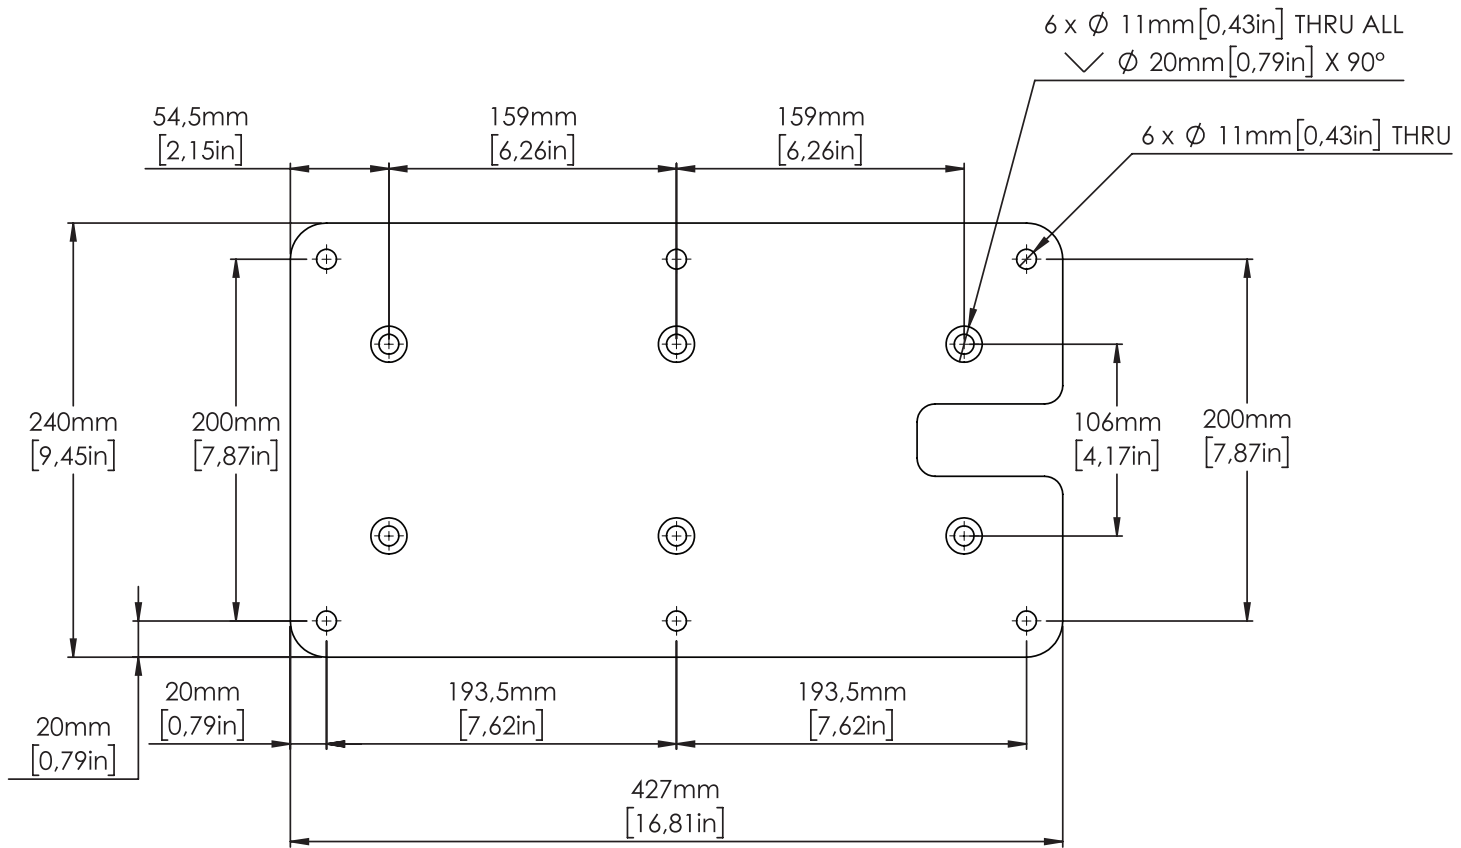 6 x Ø 11mm[0,43in] THRU ALL
Ø 20mm[0,79in] X 90°
54,5mm
[2,15in]
159mm
[6,26in]
159mm
[6,26in]
6 x Ø 11mm[0,43in] THRU
240mm
[9,45in]
200mm
[7,87in]
106mm
[4,17in]
200mm
[7,87in]
20mm
[0,79in]
20mm
[0,79in]
193,5mm
[7,62in]
193,5mm
[7,62in]
427mm
[16,81in]